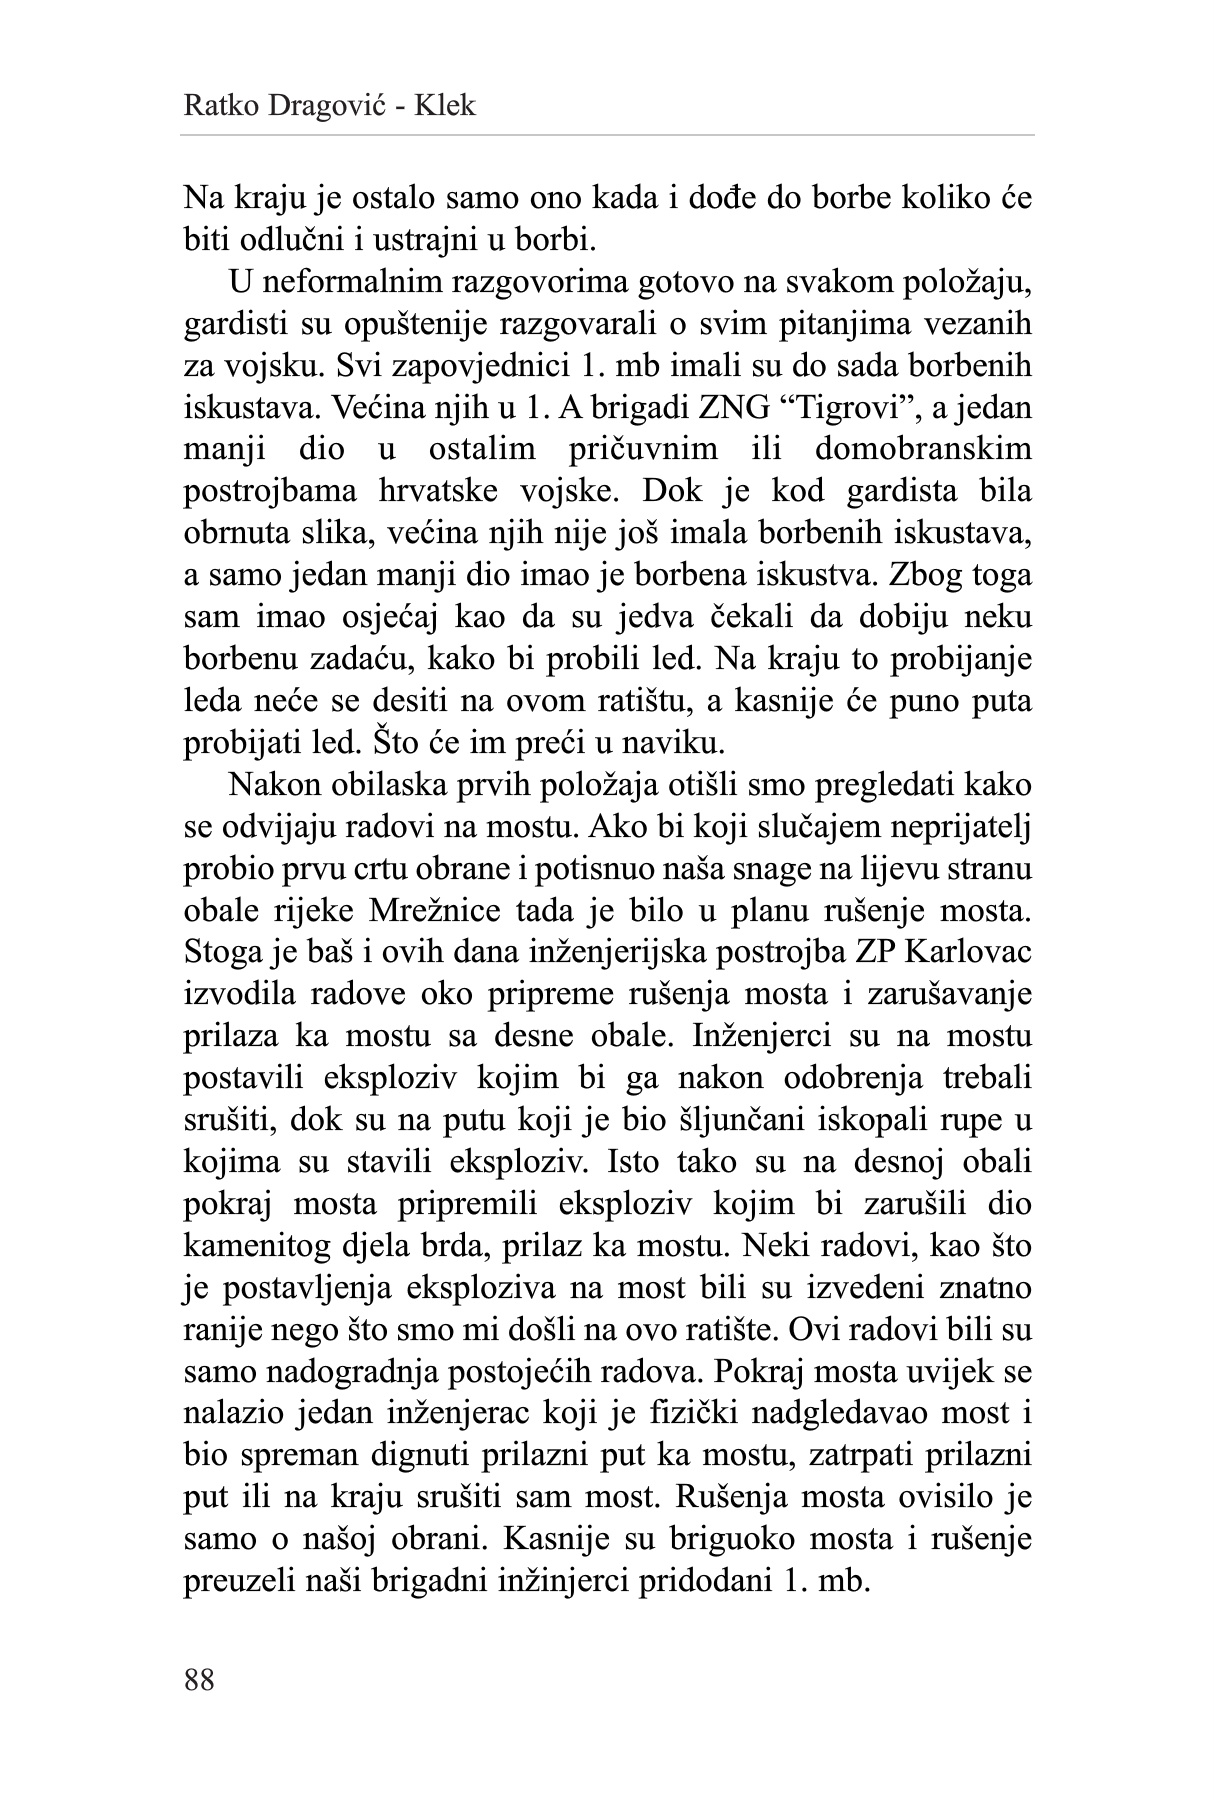 Ratko Dragović - Klek
Na kraju je ostalo samo ono kada i dođe do borbe koliko će
biti odlučni i ustrajni u borbi.
U neformalnim razgovorima gotovo na svakom položaju,
gardisti su opuštenije razgovarali o svim pitanjima vezanih
za vojsku. Svi zapovjednici 1. mb imali su do sada borbenih
iskustava. Većina njih u 1. A brigadi ZNG “Tigrovi”, a jedan
manji dio u ostalim pričuvnim ili domobranskim
postrojbama hrvatske vojske. Dok je kod gardista bila
obrnuta slika, većina njih nije još imala borbenih iskustava,
a samo jedan manji dio imao je borbena iskustva. Zbog toga
sam imao osjećaj kao da su jedva čekali da dobiju neku
borbenu zadaću, kako bi probili led. Na kraju to probijanje
leda neće se desiti na ovom ratištu, a kasnije će puno puta
probijati led. Što će im preći u naviku.
Nakon obilaska prvih položaja otišli smo pregledati kako
se odvijaju radovi na mostu. Ako bi koji slučajem neprijatelj
probio prvu crtu obrane i potisnuo naša snage na lijevu stranu
obale rijeke Mrežnice tada je bilo u planu rušenje mosta.
Stoga je baš i ovih dana inženjerijska postrojba ZP Karlovac
izvodila radove oko pripreme rušenja mosta i zarušavanje
prilaza ka mostu sa desne obale. Inženjerci su na mostu
postavili eksploziv kojim bi ga nakon odobrenja trebali
srušiti, dok su na putu koji je bio šljunčani iskopali rupe u
kojima su stavili eksploziv. Isto tako su na desnoj obali
pokraj mosta pripremili eksploziv kojim bi zarušili dio
kamenitog djela brda, prilaz ka mostu. Neki radovi, kao što
je postavljenja eksploziva na most bili su izvedeni znatno
ranije nego što smo mi došli na ovo ratište. Ovi radovi bili su
samo nadogradnja postojećih radova. Pokraj mosta uvijek se
nalazio jedan inženjerac koji je fizički nadgledavao most i
bio spreman dignuti prilazni put ka mostu, zatrpati prilazni
put ili na kraju srušiti sam most. Rušenja mosta ovisilo je
samo o našoj obrani. Kasnije su briguoko mosta i rušenje
preuzeli naši brigadni inžinjerci pridodani 1. mb.
88